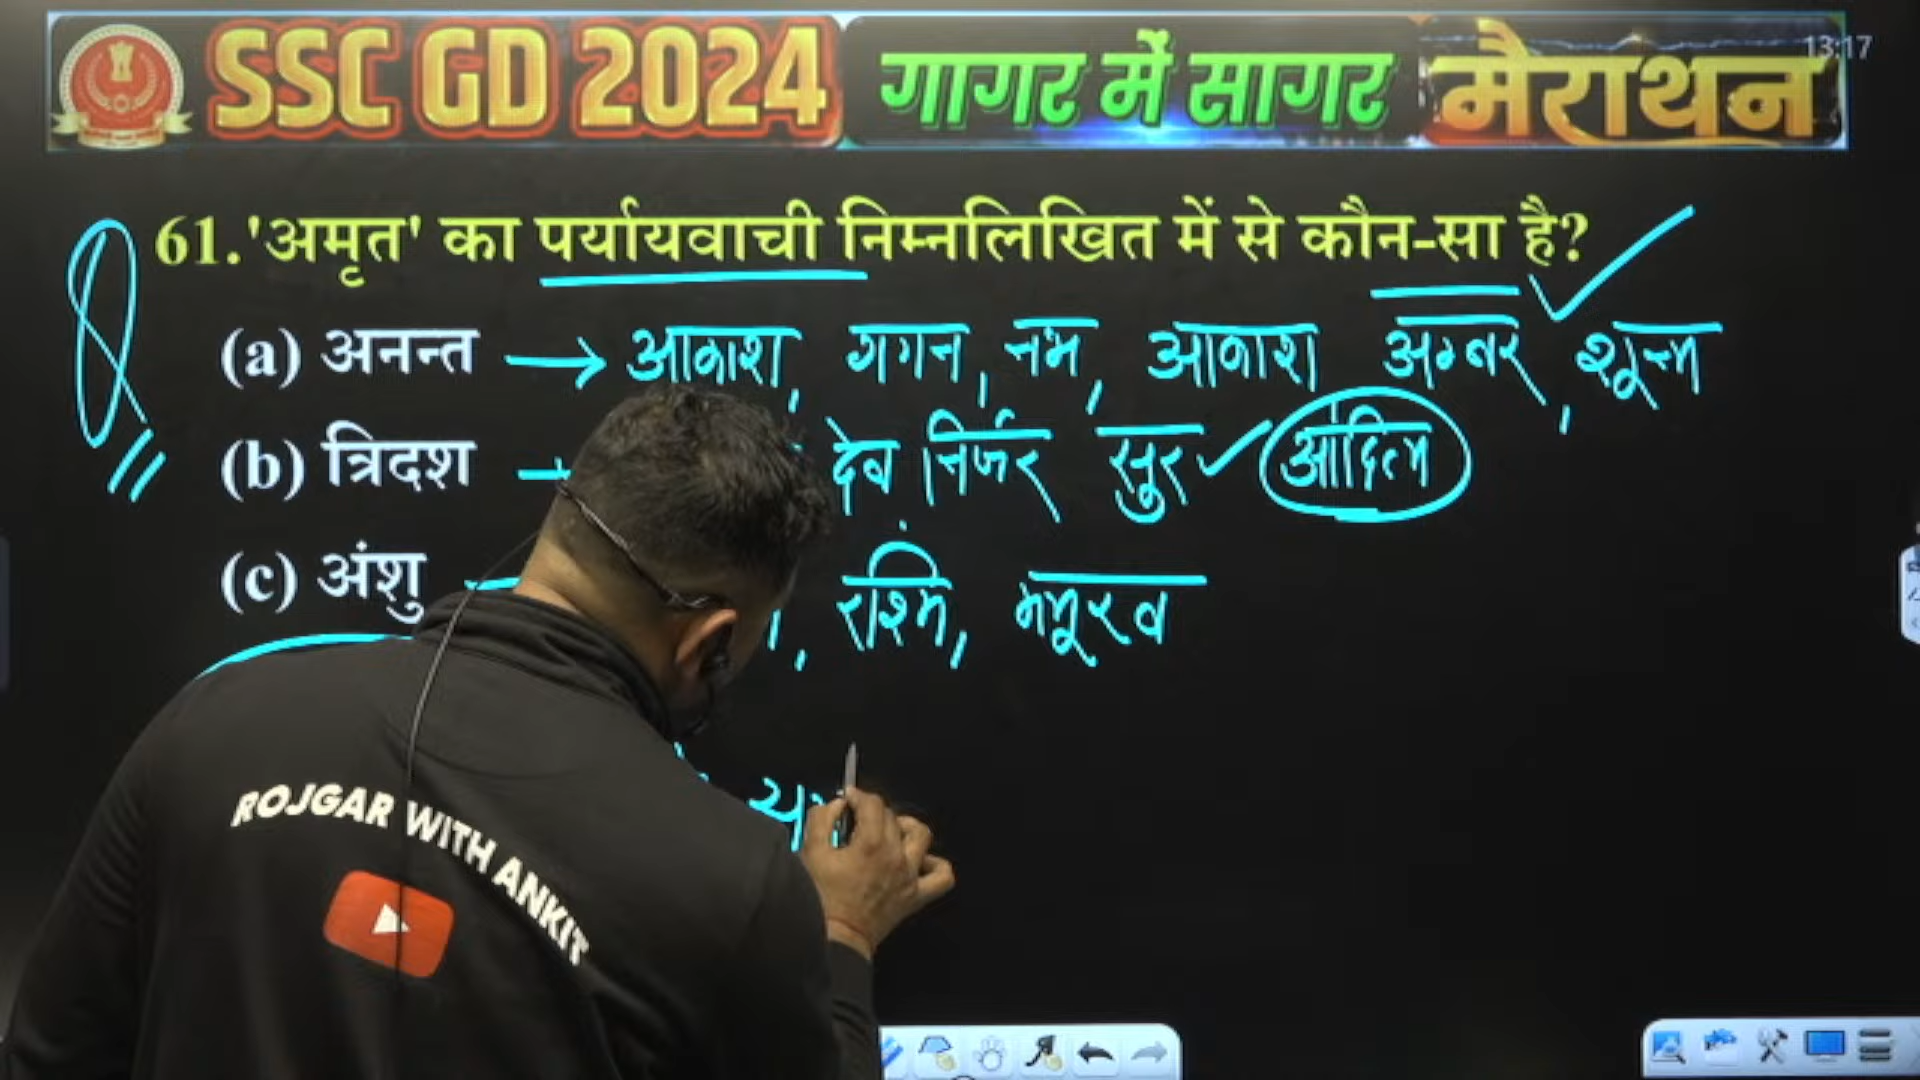 SSC GD 2024 गागर में सागर मैराथन
13:17
61.'अमृत' का पर्यायवाची निम्नलिखित में से कौन-सा है?
(a) अनन्त → आकाश, गगन, नभ, आकाश अम्बर, शून्य
(b) त्रिदश देव निर्जर सुर आदित्य
(c) अंशु रश्मि, मयूख
ROJGAR WITH ANKIT